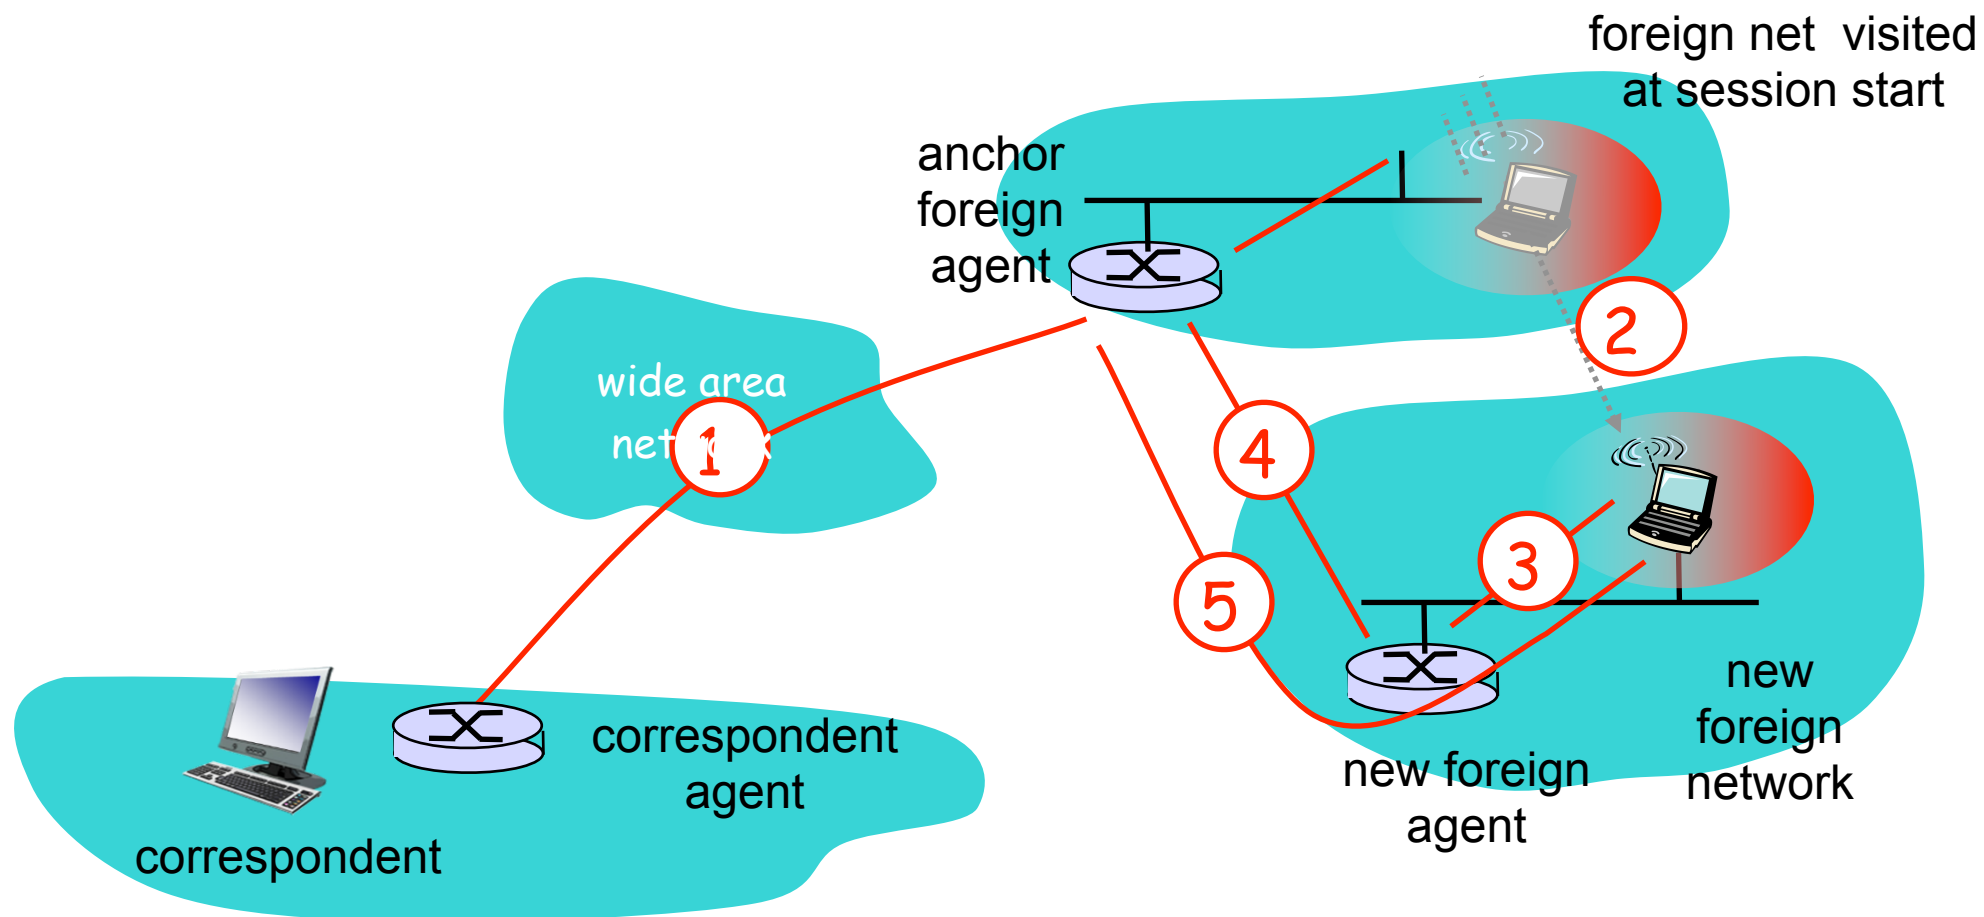 foreign net visited
at session start
anchor
foreign
agent
2
wide area
1
4
3
5
correspondent
agent
correspondent
new foreign
agent
new
foreign
network